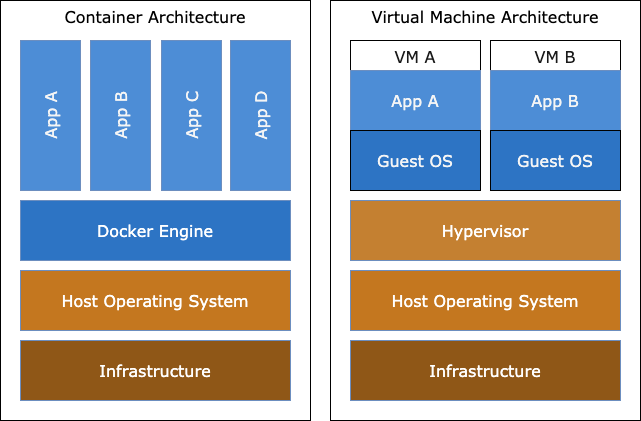 Container Architecture
App A
App B
App C
App D
Docker Engine
Host Operating System
Infrastructure
Virtual Machine Architecture
VM A
VM B
App A
App B
Guest OS
Guest OS
Hypervisor
Host Operating System
Infrastructure